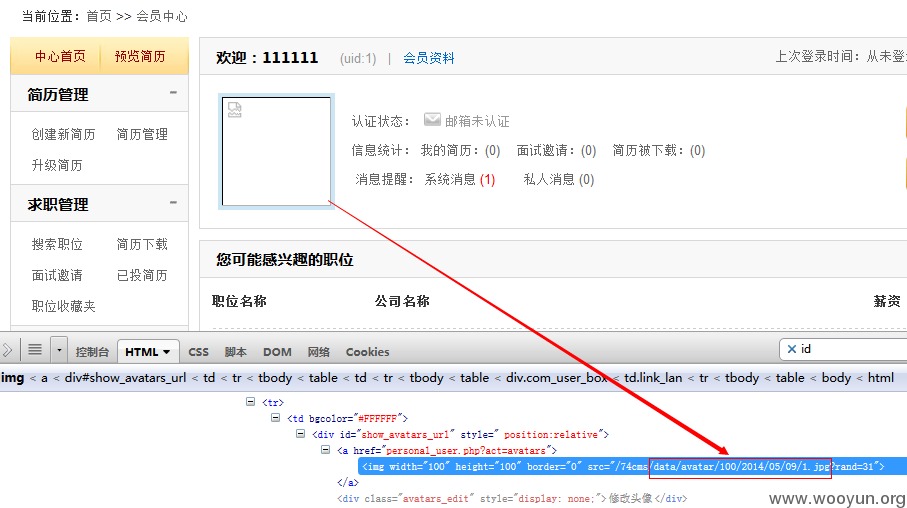 当前位置：首页 >> 会员中心
中心首页 预览简历
欢迎：111111 (uid:1) | 会员资料 上次登录时间：从未登
简历管理
创建新简历 简历管理
升级简历
认证状态： 邮箱未认证
信息统计： 我的简历：(0) 面试邀请：(0) 简历被下载：(0)
消息提醒： 系统消息 (1) 私人消息 (0)
求职管理
搜索职位 简历下载
面试邀请 已投简历
职位收藏夹
您可能感兴趣的职位
职位名称 公司名称 薪资
控制台 HTML CSS 脚本 DOM 网络 Cookies id
img < a < div#show_avatars_url < td < tr < tbody < table < td < tr < tbody < table < div.com_user_box < td.link_lan < tr < tbody < table < body < html
<tr>
<td bgcolor="#FFFFFF">
<div id="show_avatars_url" style=" position:relative">
<a href="personal_user.php?act=avatars">
<img width="100" height="100" border="0" src="/74cms/data/avatar/100/2014/05/09/1.jpg?rand=31">
</a>
<div class="avatars_edit" style="display: none;">修改头像</div>
www.wooyun.org